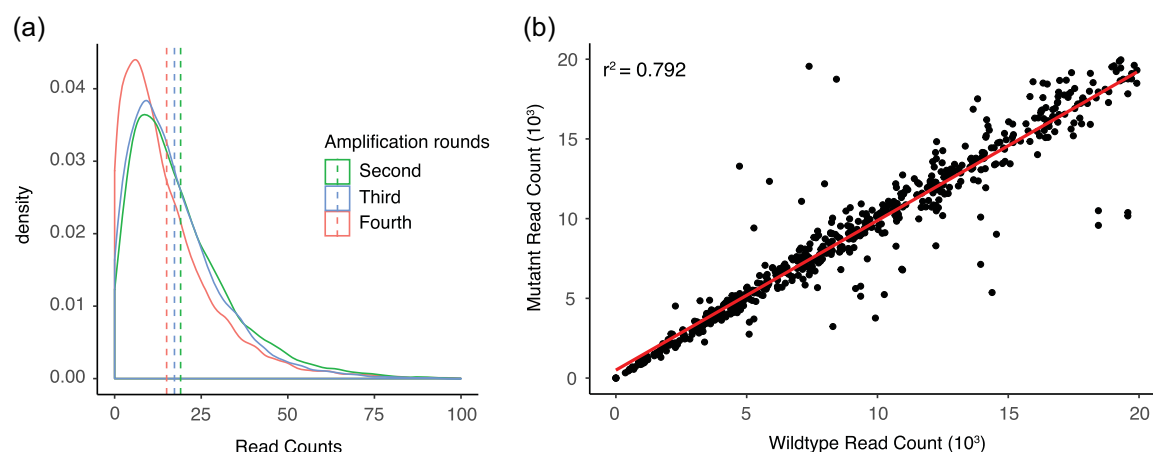 (a)
0.04
0.03
0.02
0.01
0.00
density
0
25
50
75
100
Read Counts
Amplification rounds
Second
Third
Fourth
(b)
r² = 0.792
20
15
10
5
0
Mutatnt Read Count (10³)
0
5
10
15
20
Wildtype Read Count (10³)